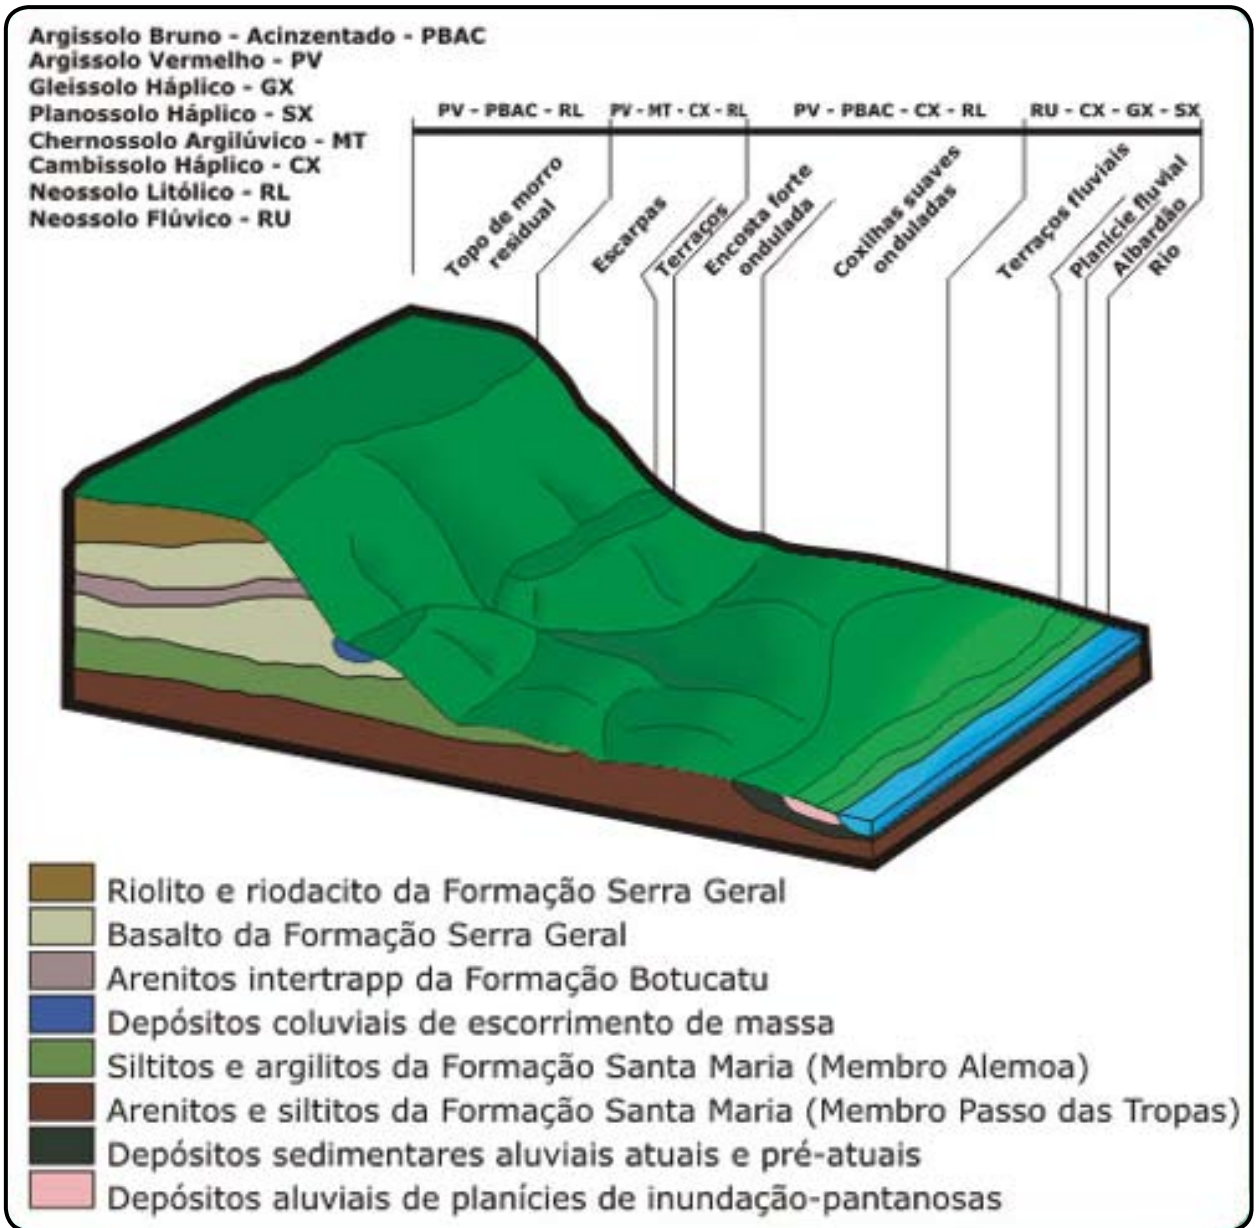 Argissolo Bruno - Acinzentado - PBAC
Argissolo Vermelho - PV
Gleissolo Háplico - GX
Planossolo Háplico - SX
Chernossolo Argilúvico - MT
Cambissolo Háplico - CX
Neossolo Litólico - RL
Neossolo Flúvico - RU
PV - PBAC - RL
PV - MT - CX - RL
PV - PBAC - CX - RL
RU - CX - GX - SX
Topo de morro
residual
Escarpas
Terraços
Encosta forte
ondulada
Coxilhas suaves
onduladas
Terraços fluviais
Planície fluvial
Albardão
Rio
Riolito e riodacito da Formação Serra Geral
Basalto da Formação Serra Geral
Arenitos intertrapp da Formação Botucatu
Depósitos coluviais de escorrimento de massa
Siltitos e argilitos da Formação Santa Maria (Membro Alemoa)
Arenitos e siltitos da Formação Santa Maria (Membro Passo das Tropas)
Depósitos sedimentares aluviais atuais e pré-atuais
Depósitos aluviais de planícies de inundação-pantanosas